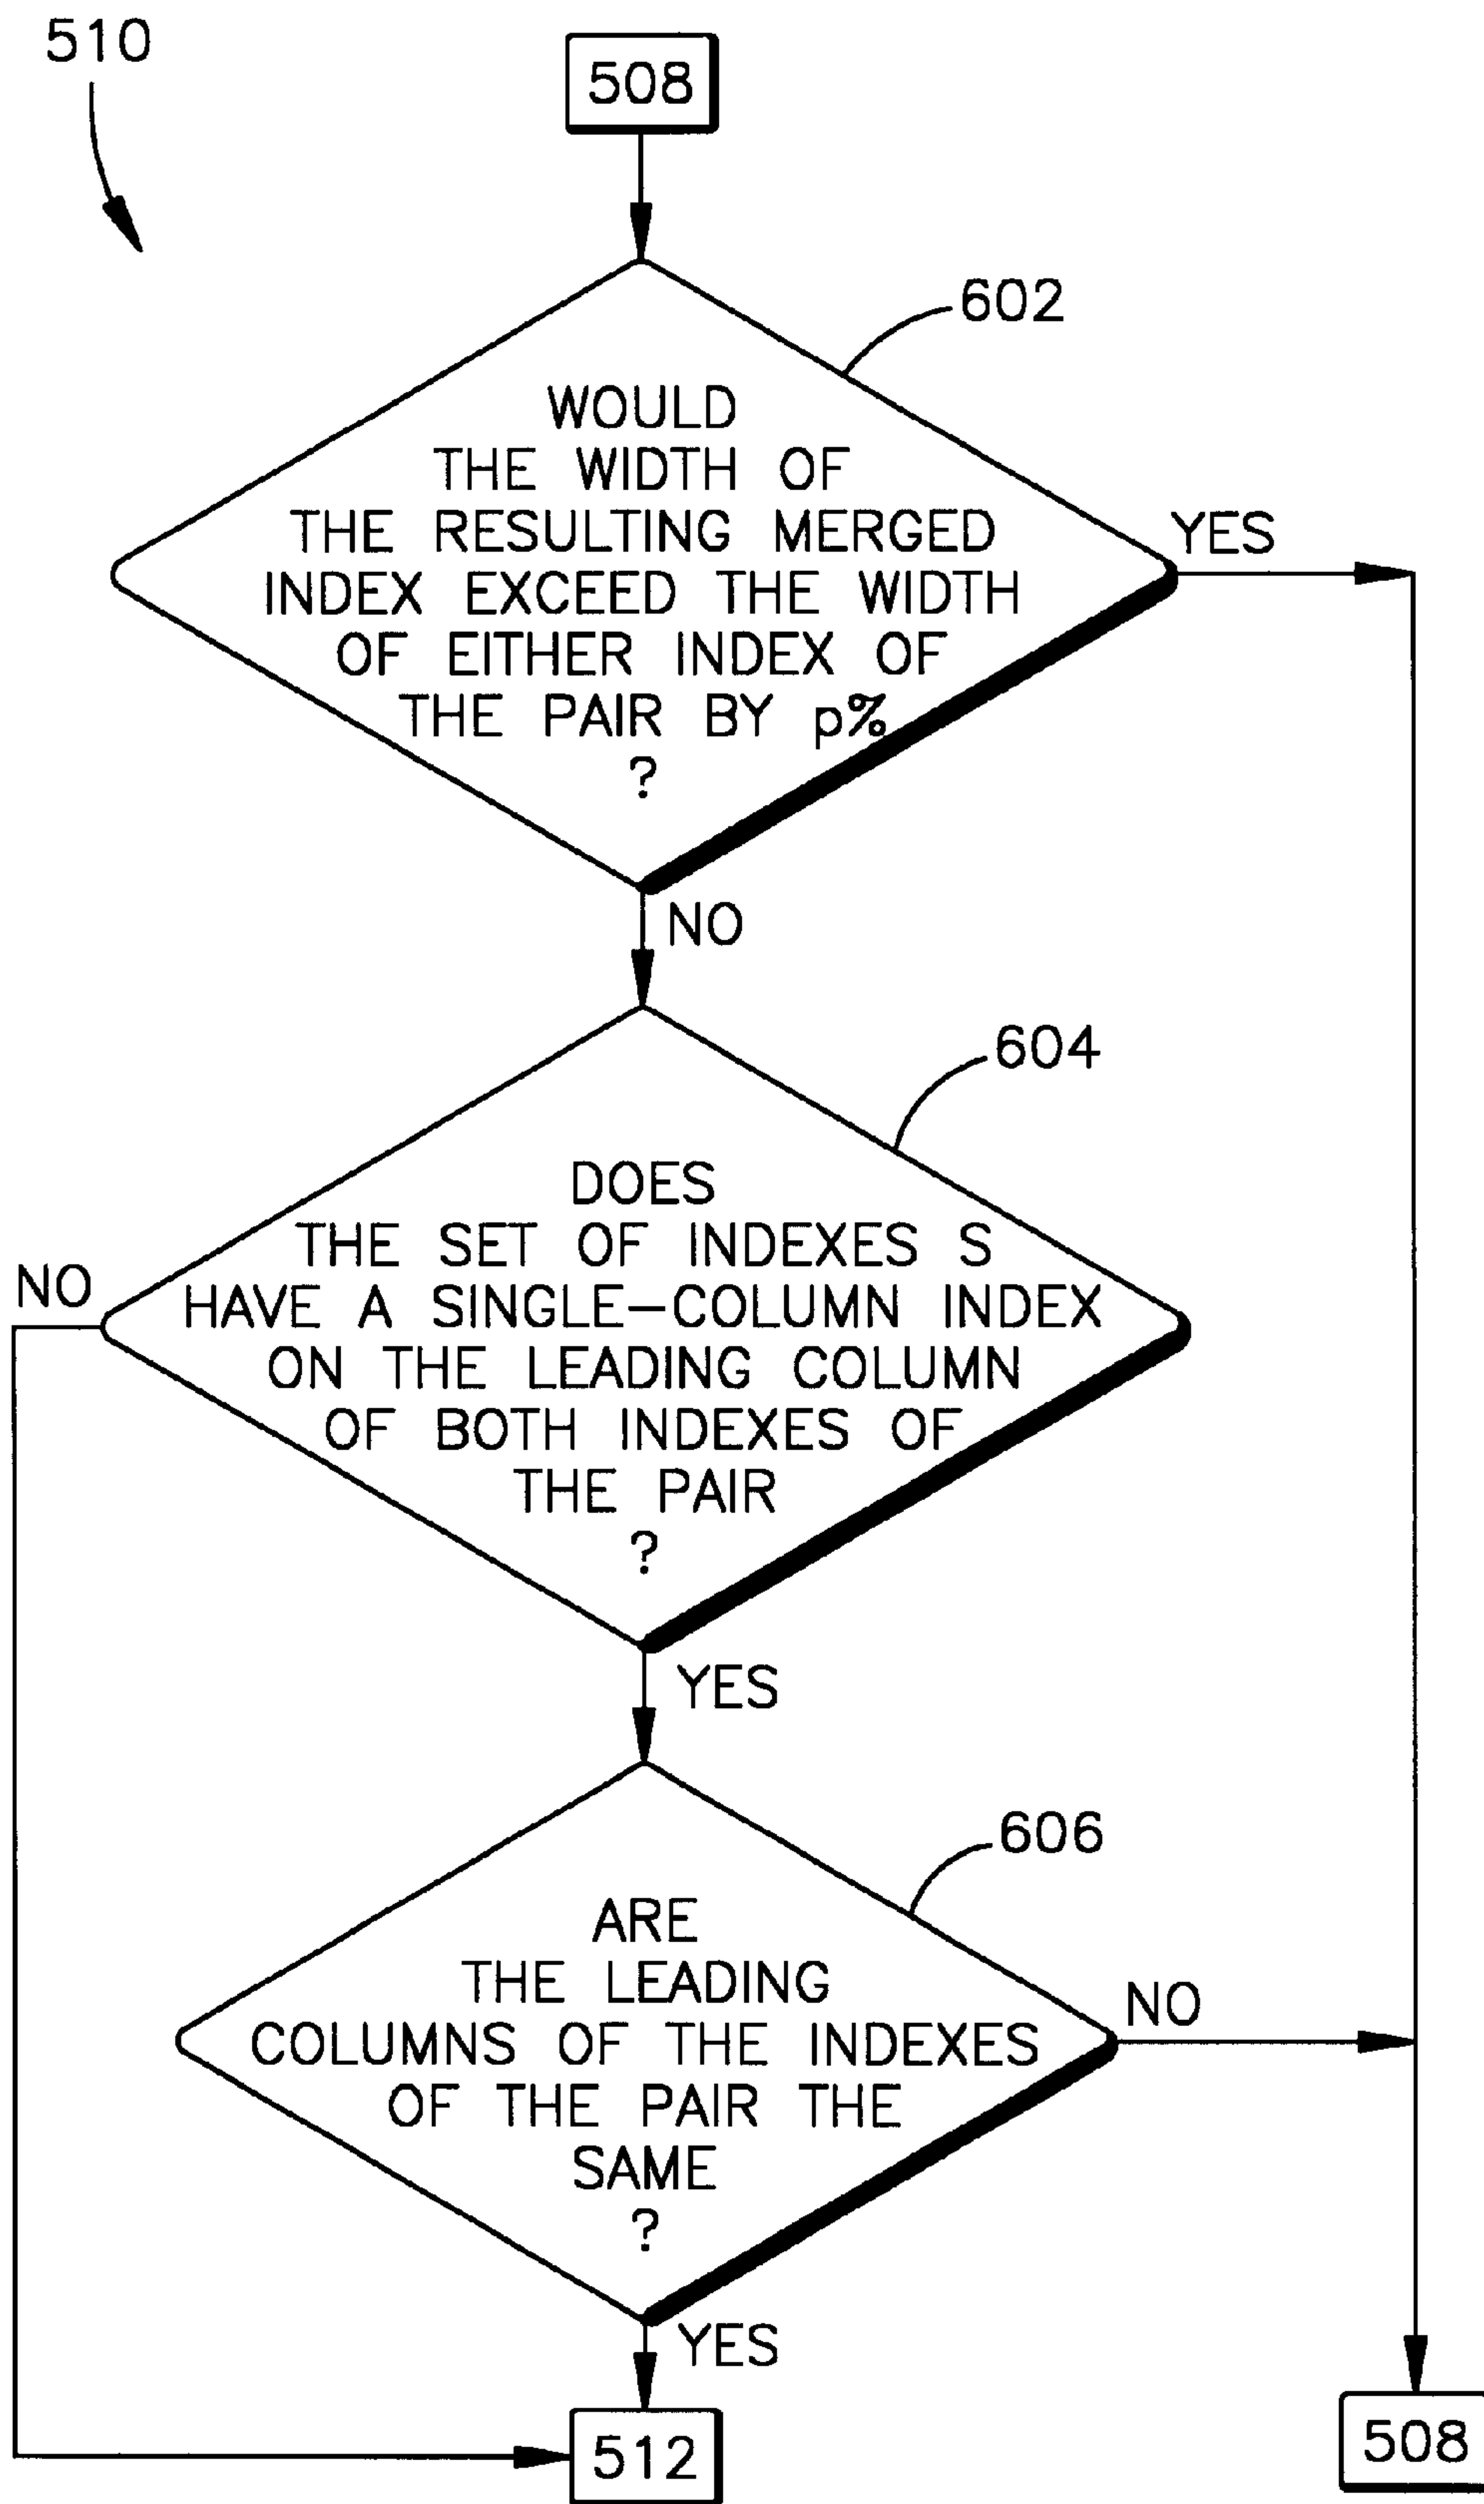 510
508
602
WOULD
THE WIDTH OF
THE RESULTING MERGED
INDEX EXCEED THE WIDTH
OF EITHER INDEX OF
THE PAIR BY p%
?
YES
NO
604
DOES
THE SET OF INDEXES S
HAVE A SINGLE-COLUMN INDEX
ON THE LEADING COLUMN
OF BOTH INDEXES OF
THE PAIR
?
NO
YES
606
ARE
THE LEADING
COLUMNS OF THE INDEXES
OF THE PAIR THE
SAME
?
NO
YES
512
508